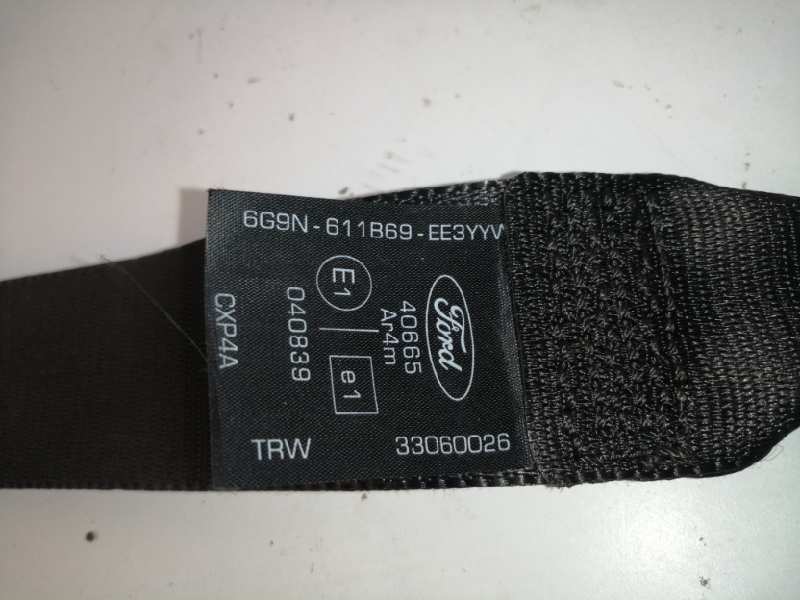 6G9N-611B69-EE3YYW
E1
040839
40665
Ar4m
Ford
e1
CXP4A
TRW
33060026